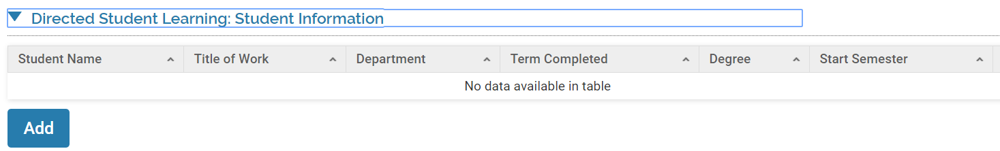 Directed Student Learning: Student Information
Student Name Title of Work Department Term Completed Degree Start Semester
No data available in table
Add